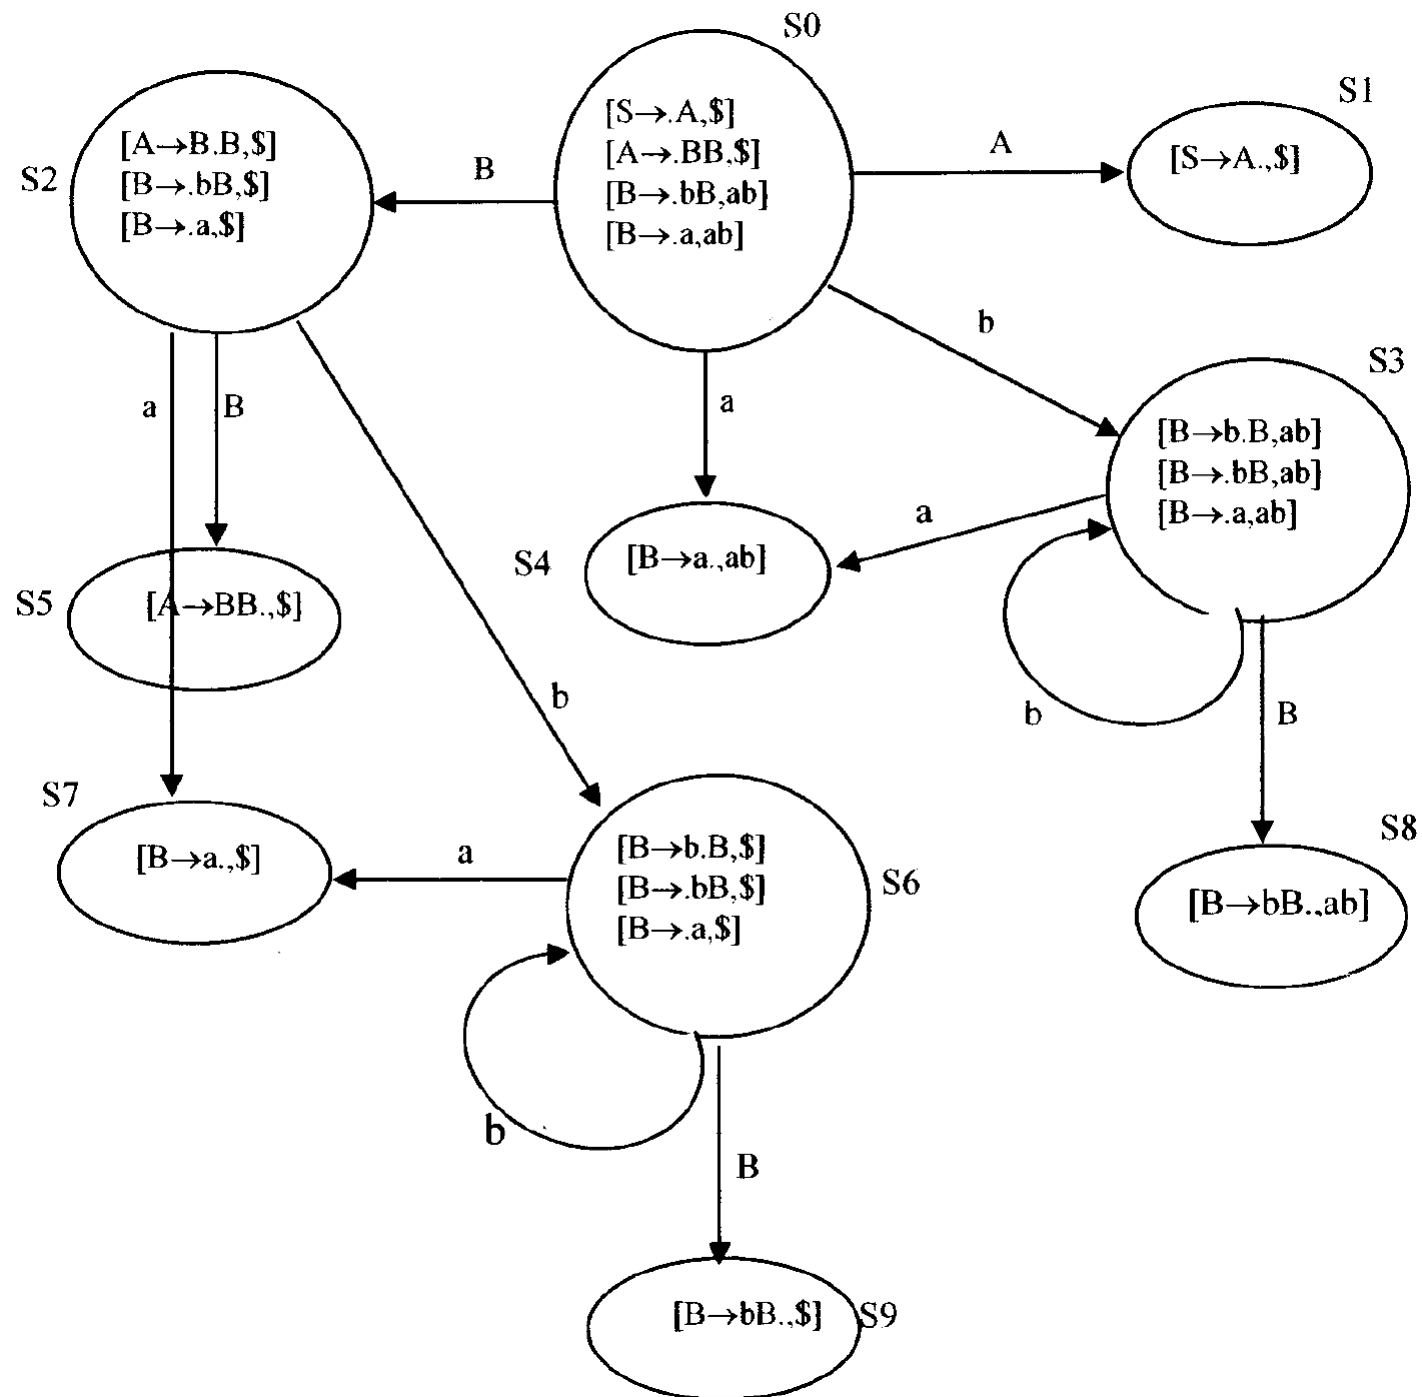 S0
[S→.A,$]
[A→.BB,$]
[B→.bB,ab]
[B→.a,ab]
A
S1
[S→A.,$]
B
S2
[A→B.B,$]
[B→.bB,$]
[B→.a,$]
b
S3
[B→b.B,ab]
[B→.bB,ab]
[B→.a,ab]
a
B
a
a
S4
[B→a.,ab]
b
B
S5
[A→BB.,$]
b
S7
[B→a.,$]
a
S6
[B→b.B,$]
[B→.bB,$]
[B→.a,$]
S8
[B→bB.,ab]
b
B
[B→bB.,$]
S9